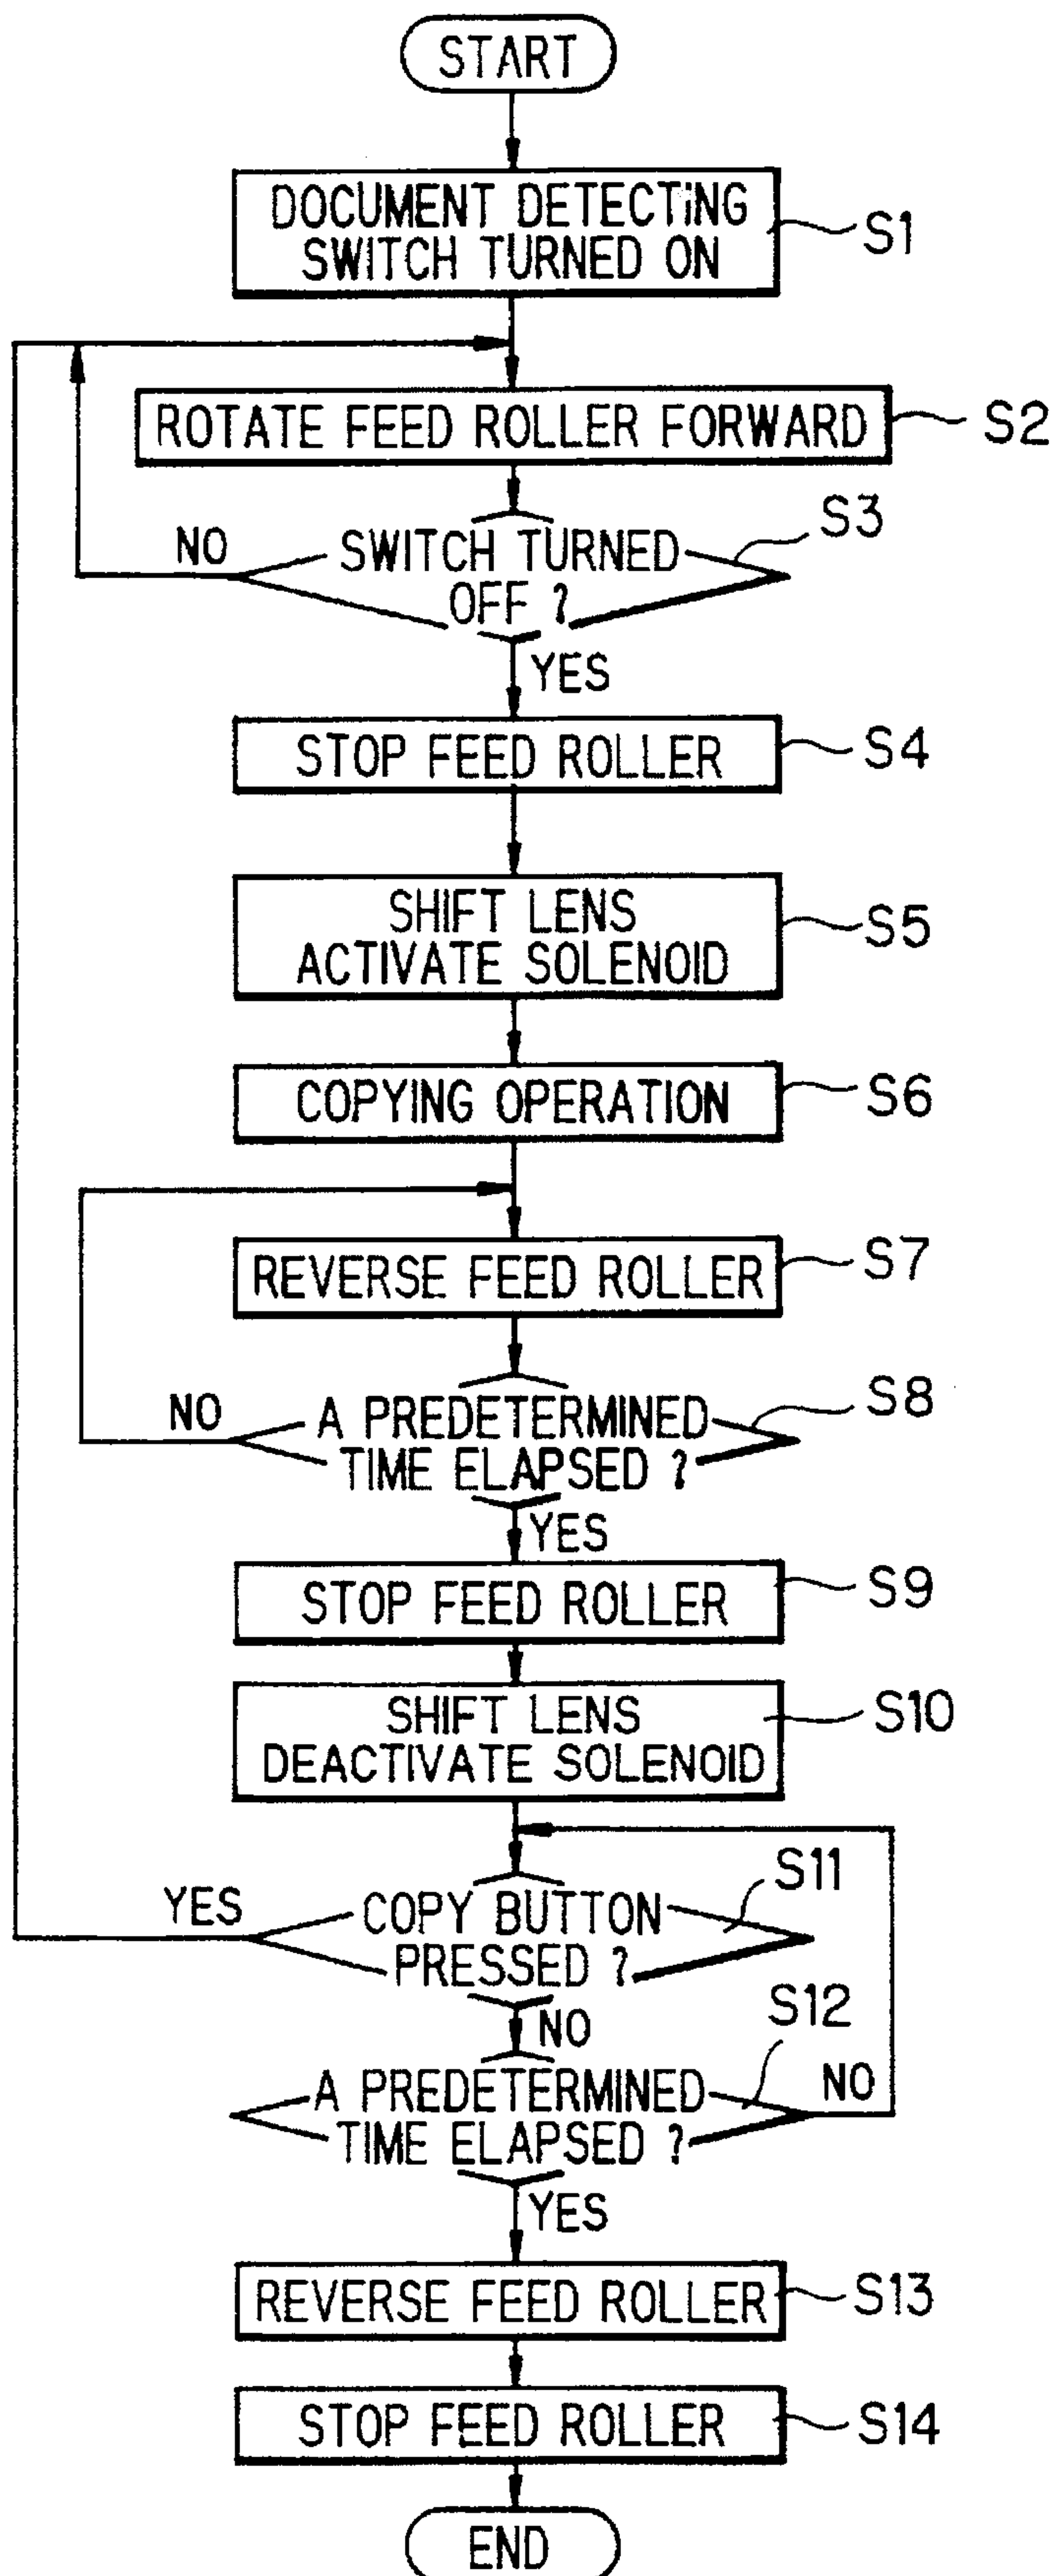 START
DOCUMENT DETECTING
SWITCH TURNED ON
S1
ROTATE FEED ROLLER FORWARD
S2
SWITCH TURNED
OFF ?
S3
NO
YES
STOP FEED ROLLER
S4
SHIFT LENS
ACTIVATE SOLENOID
S5
COPYING OPERATION
S6
REVERSE FEED ROLLER
S7
A PREDETERMINED
TIME ELAPSED ?
S8
NO
YES
STOP FEED ROLLER
S9
SHIFT LENS
DEACTIVATE SOLENOID
S10
COPY BUTTON
PRESSED ?
S11
YES
NO
A PREDETERMINED
TIME ELAPSED ?
S12
NO
YES
REVERSE FEED ROLLER
S13
STOP FEED ROLLER
S14
END